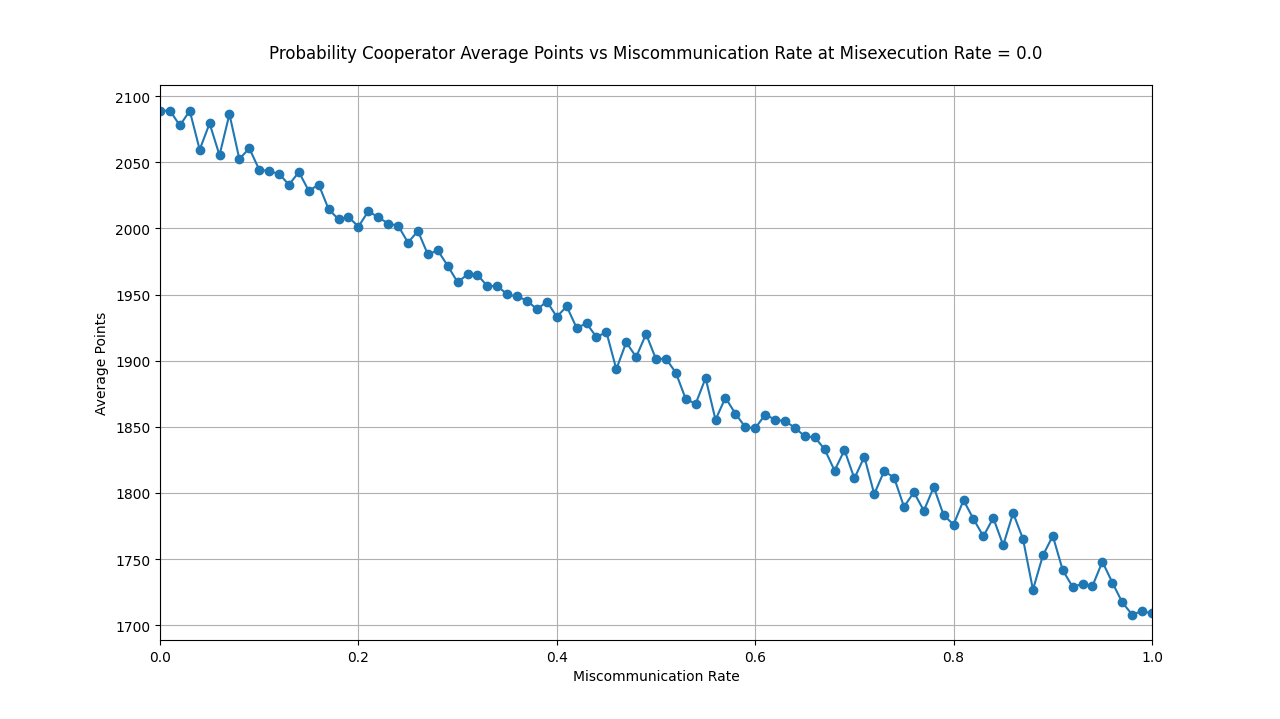 Probability Cooperator Average Points vs Miscommunication Rate at Misexecution Rate = 0.0
2100
2050
2000
1950
1900
1850
1800
1750
1700
Average Points
0.0 0.2 0.4 0.6 0.8 1.0
Miscommunication Rate